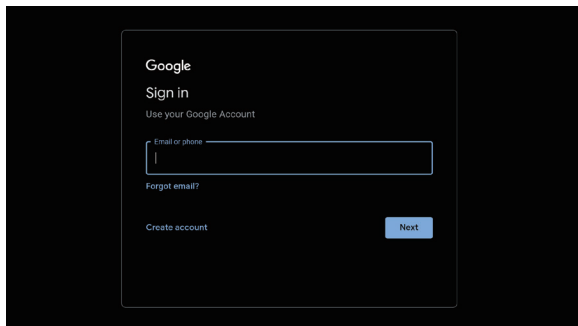 Google
Sign in
Use your Google Account
Email or phone
Forgot email?
Create account
Next